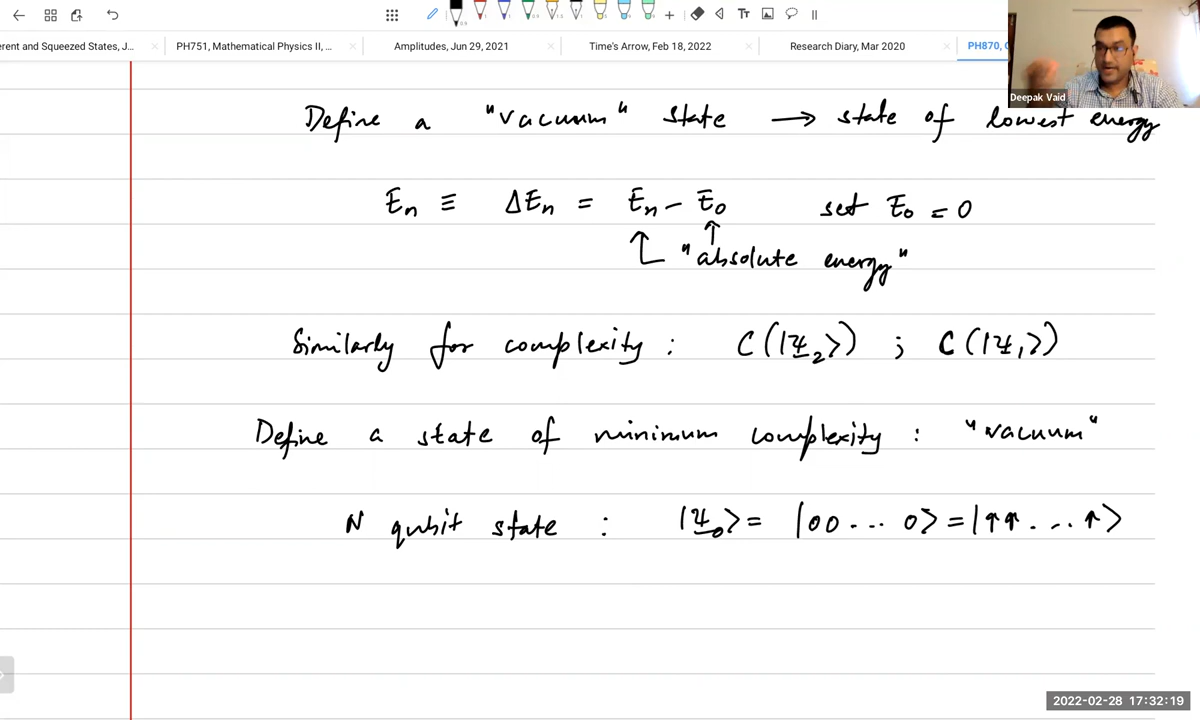 erent and Squeezed States, J... PH751, Mathematical Physics II, ... Amplitudes, Jun 29, 2021 Time's Arrow, Feb 18, 2022 Research Diary, Mar 2020 PH870,
Deepak Vaid
Define a "vacuum" state → state of lowest energy
En ≡ ΔEn = En − E0 set E0 = 0
"absolute energy"
Similarly for complexity : C(|Ψ2>) ; C(|Ψ1>)
Define a state of minimum complexity : "vacuum"
N qubit state : |Ψ0> = |00 ... 0> = |↑↑ ... ↑>
2022-02-28 17:32:19